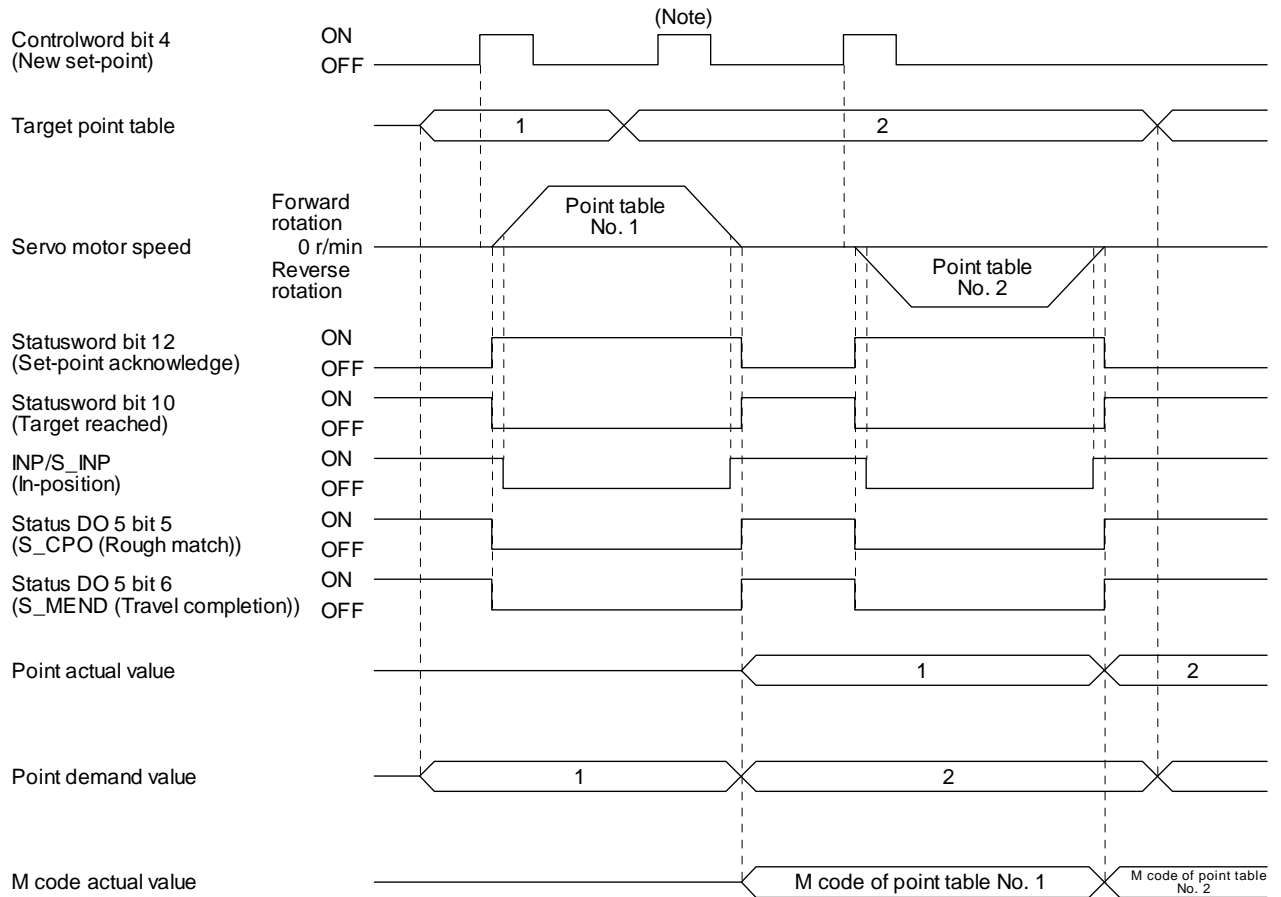 (Note)
Controlword bit 4
(New set-point)
ON
OFF
Target point table
1
2
Forward
rotation
Servo motor speed
0 r/min
Reverse
rotation
Point table
No. 1
Point table
No. 2
Statusword bit 12
(Set-point acknowledge)
ON
OFF
Statusword bit 10
(Target reached)
ON
OFF
INP/S_INP
(In-position)
ON
OFF
Status DO 5 bit 5
(S_CPO (Rough match))
ON
OFF
Status DO 5 bit 6
(S_MEND (Travel completion))
ON
OFF
Point actual value
1
2
Point demand value
1
2
M code actual value
M code of point table No. 1
M code of point table
No. 2